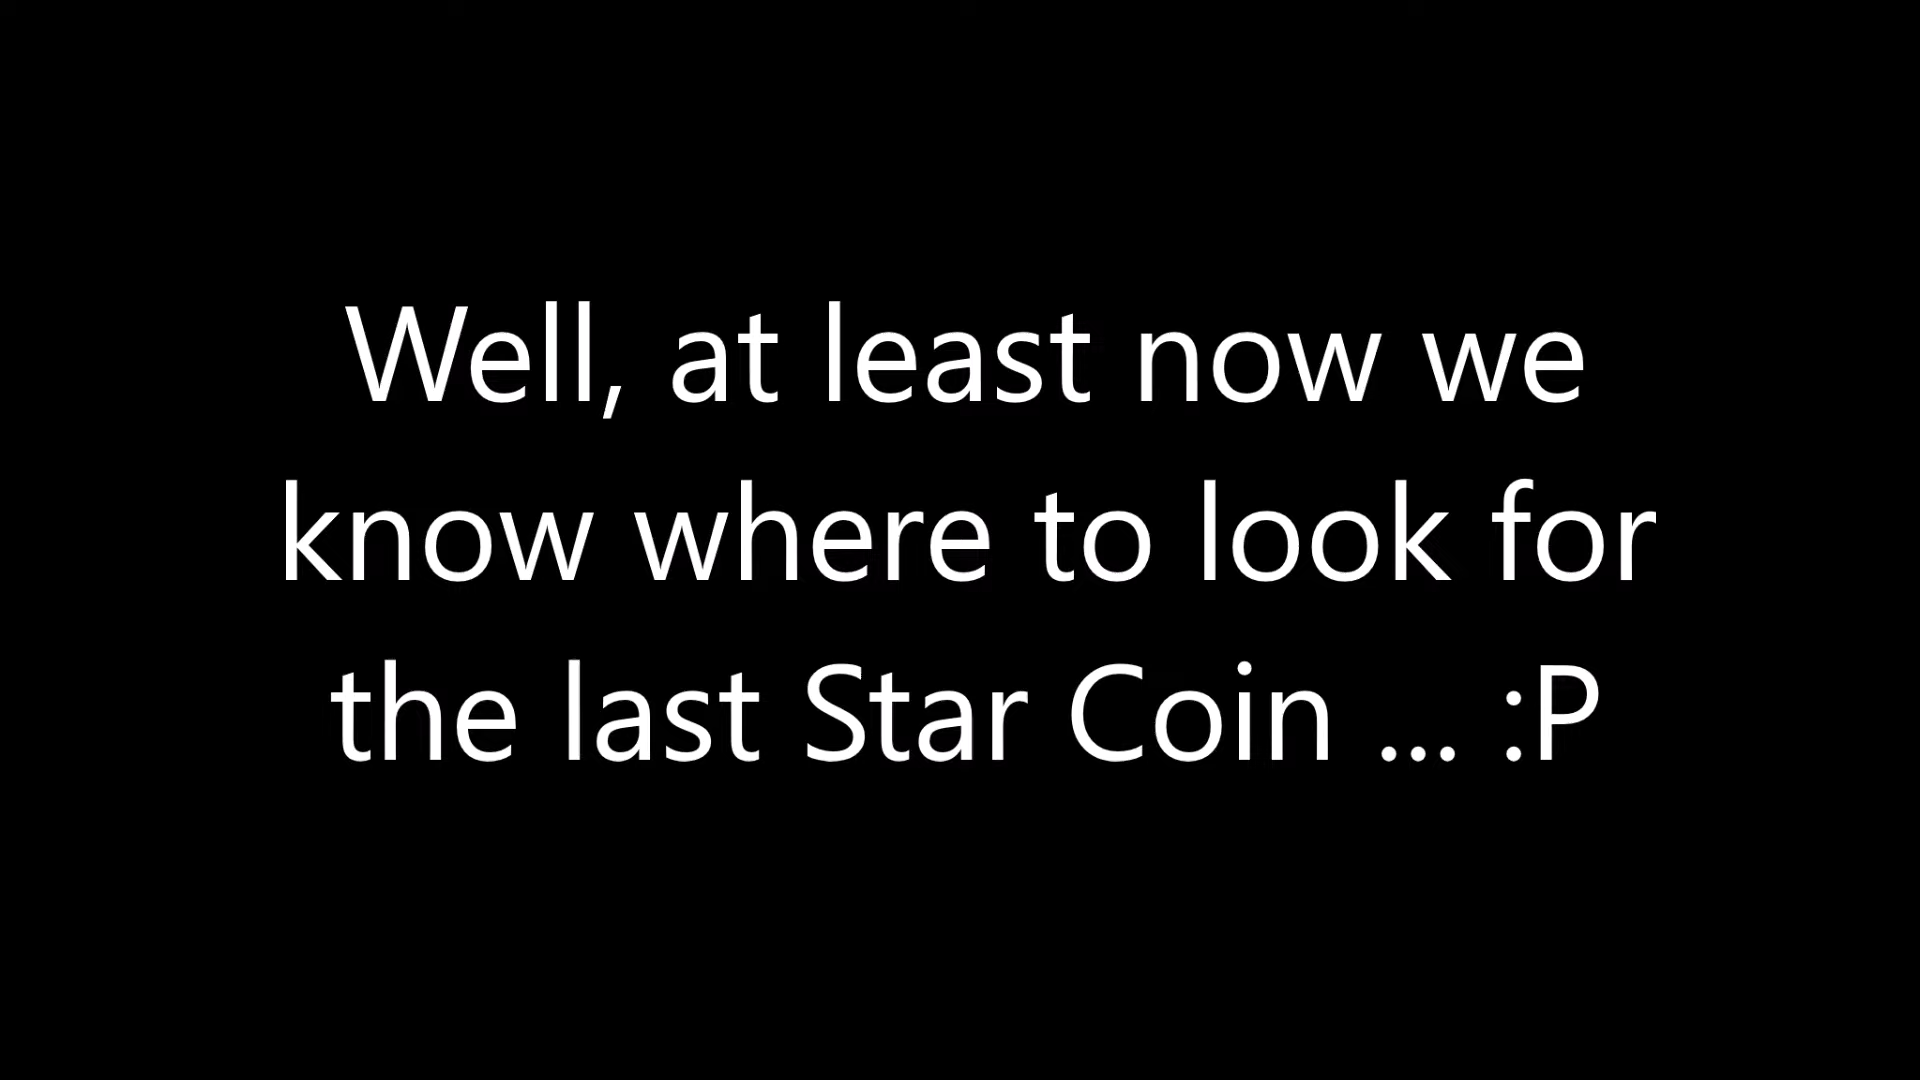 Well, at least now we
know where to look for
the last Star Coin ... :P